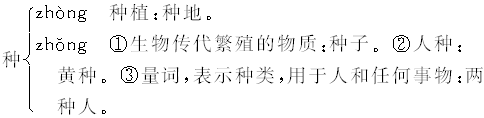 zhòng 种植:种地。
种 zhǒng ①生物传代繁殖的物质:种子。②人种:
黄种。③量词,表示种类,用于人和任何事物:两
种人。